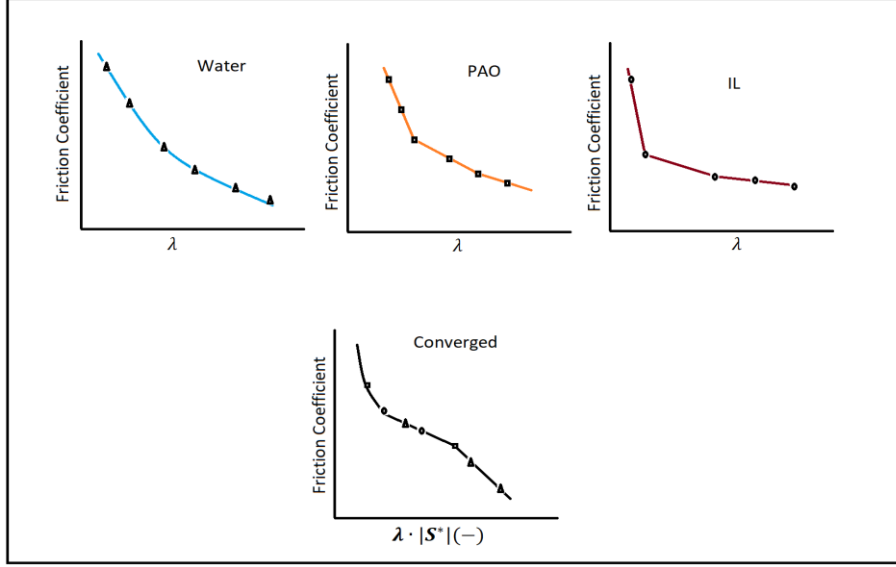 Water
Friction Coefficient
λ
PAO
Friction Coefficient
λ
IL
Friction Coefficient
λ
Converged
Friction Coefficient
λ · |S*|(−)